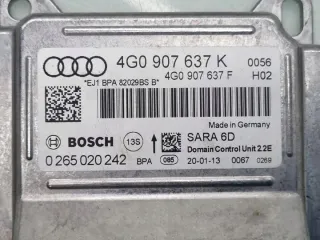 4G0 907 637 K 0056
*EJ1 BPA 82029BS B* 4G0 907 637 F H02
Made in Germany
BOSCH 13S SARA 6D
Domain Control Unit 2.2E
0 265 020 242 BPA 085 20-01-13 0067 0269